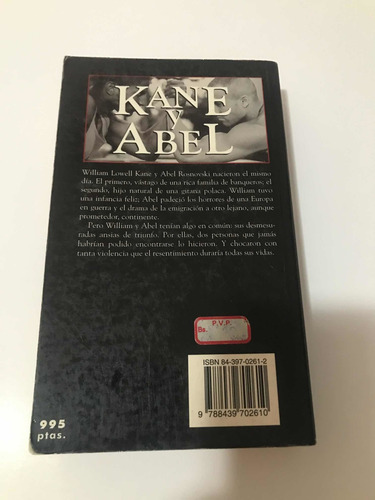 KANE
y
ABEL
William Lowell Kane y Abel Rosnovski nacieron el mismo
día. El primero, vástago de una rica familia de banqueros; el
segundo, hijo natural de una gitana polaca. William tuvo
una infancia feliz; Abel padeció los horrores de una Europa
en guerra y el drama de la emigración a otro lejano, aunque
prometedor, continente.
Pero William y Abel tenían algo en común: sus desmesu-
radas ansias de triunfo. Por ellas, dos personas que jamás
habrían podido encontrarse lo hicieron. Y chocaron con
tanta violencia que el resentimiento duraría todas sus vidas.
P.V.P.
Bs.
ISBN 84-397-0261-2
9 788439 702610
995
ptas.